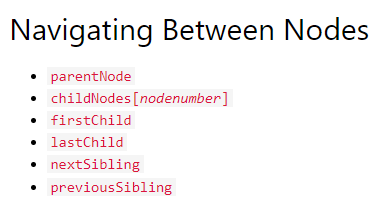 Navigating Between Nodes
parentNode
childNodes[nodenumber]
firstChild
lastChild
nextSibling
previousSibling